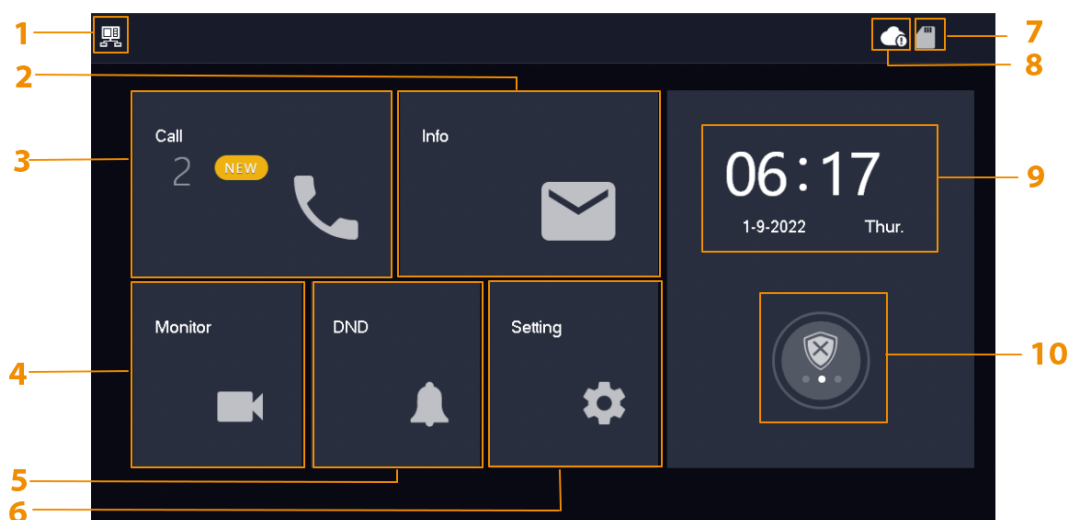 1
7
8
2
Call
Info
3
2
NEW
06:17
9
1-9-2022
Thur.
Monitor
DND
Setting
10
4
5
6